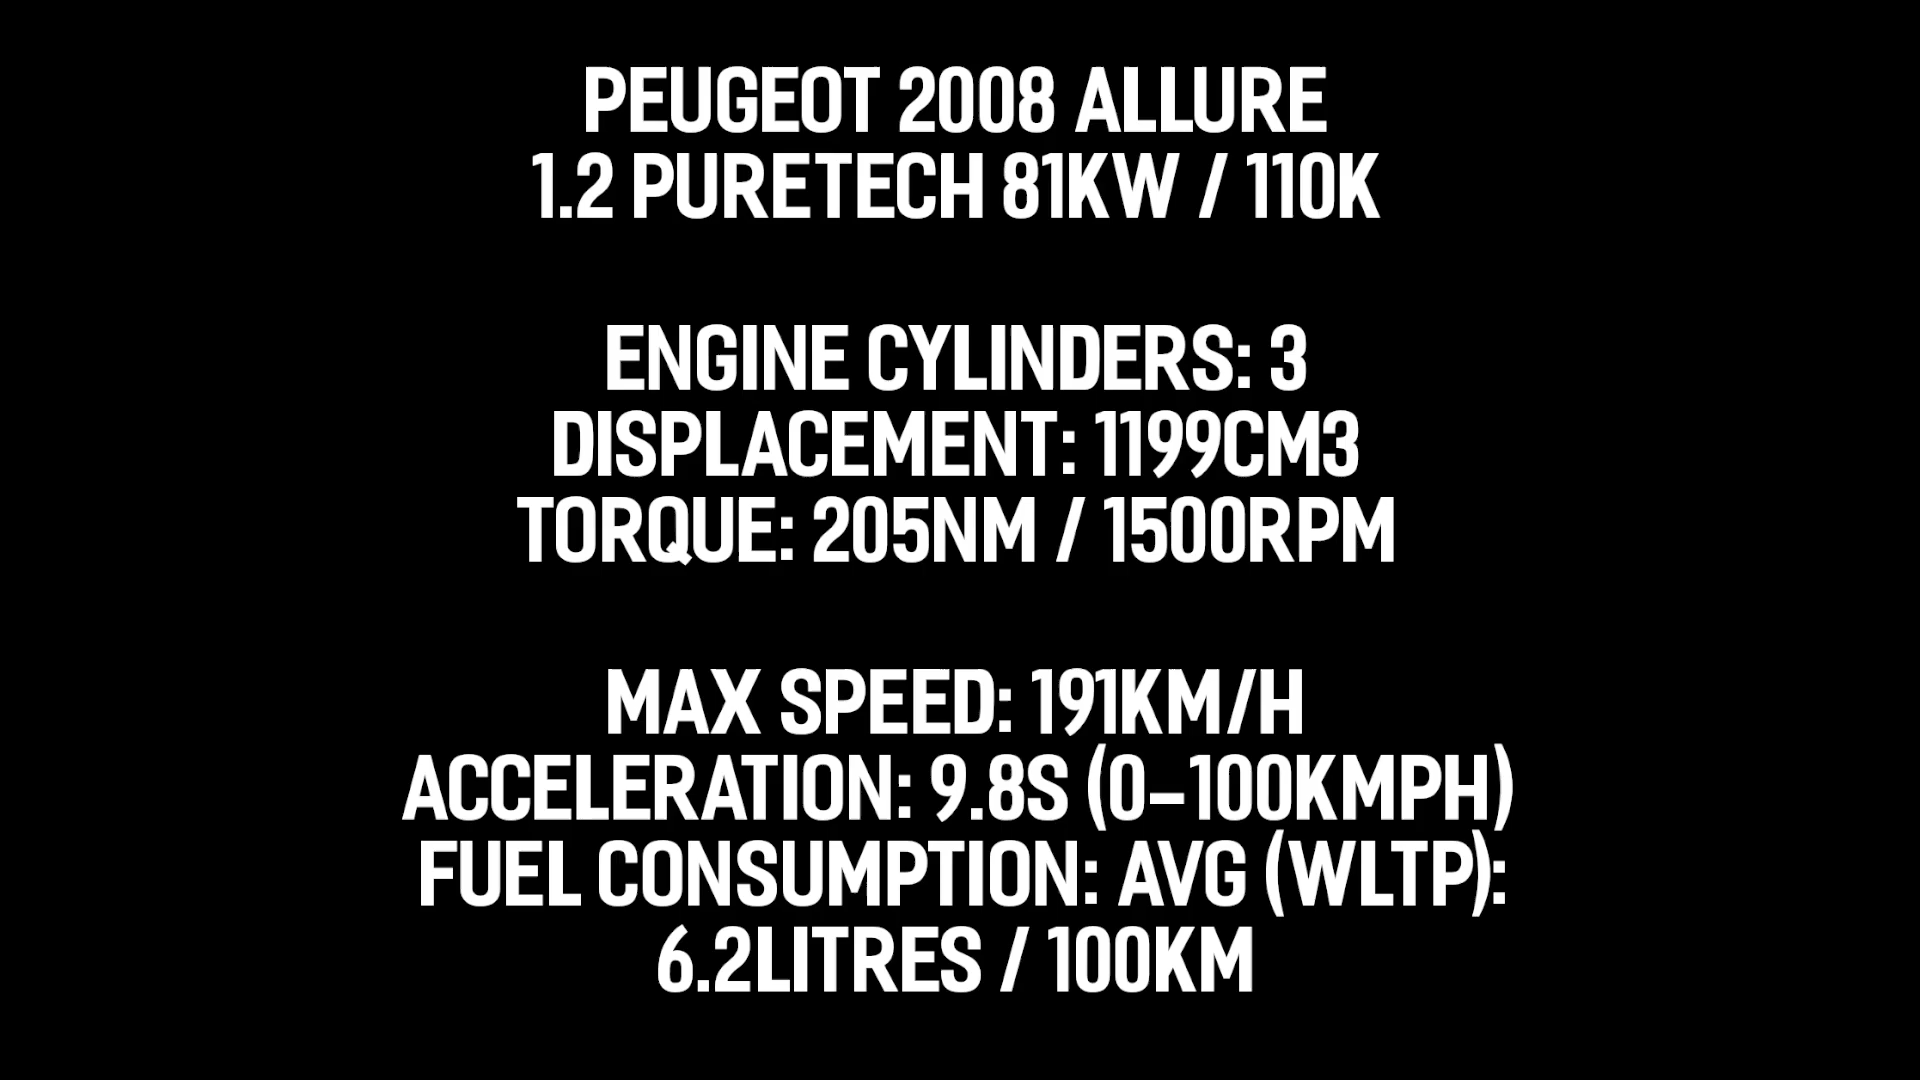 PEUGEOT 2008 ALLURE
1.2 PURETECH 81KW / 110K
ENGINE CYLINDERS: 3
DISPLACEMENT: 1199CM3
TORQUE: 205NM / 1500RPM
MAX SPEED: 191KM/H
ACCELERATION: 9.8S (0-100KMPH)
FUEL CONSUMPTION: AVG (WLTP):
6.2LITRES / 100KM